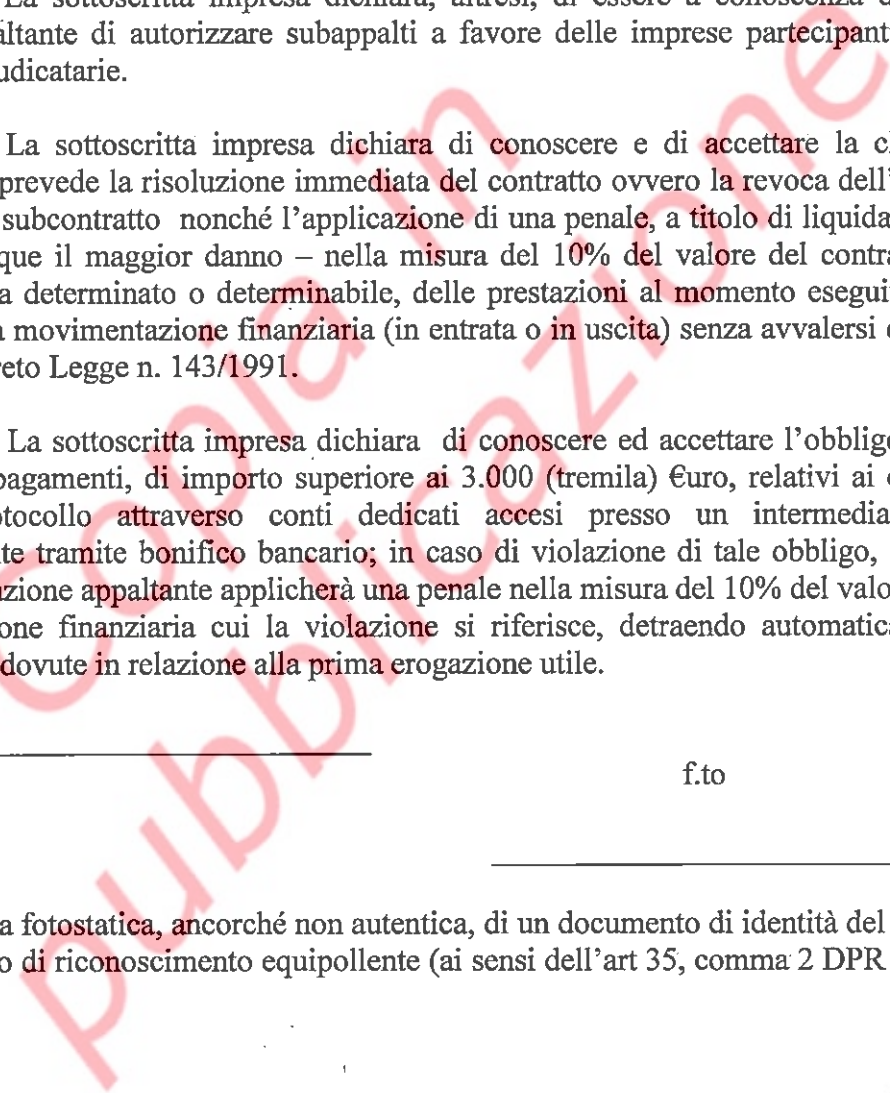 La sottoscritta impresa dichiara, altresì, di essere a conoscenza
altante di autorizzare subappalti a favore delle imprese partecipant
udicatarie.
La sottoscritta impresa dichiara di conoscere e di accettare la c
prevede la risoluzione immediata del contratto ovvero la revoca dell'
subcontratto nonché l'applicazione di una penale, a titolo di liquida
que il maggior danno – nella misura del 10% del valore del contra
a determinato o determinabile, delle prestazioni al momento esegui
a movimentazione finanziaria (in entrata o in uscita) senza avvalersi
eto Legge n. 143/1991.
La sottoscritta impresa dichiara di conoscere ed accettare l'obbligo
pagamenti, di importo superiore ai 3.000 (tremila) €uro, relativi ai
otocollo attraverso conti dedicati accesi presso un intermedia
te tramite bonifico bancario; in caso di violazione di tale obbligo,
zione appaltante applicherà una penale nella misura del 10% del valo
one finanziaria cui la violazione si riferisce, detraendo automatica
dovute in relazione alla prima erogazione utile.
f.to
a fotostatica, ancorché non autentica, di un documento di identità del
o di riconoscimento equipollente (ai sensi dell'art 35, comma 2 DPR
Copia in
pubblicazione